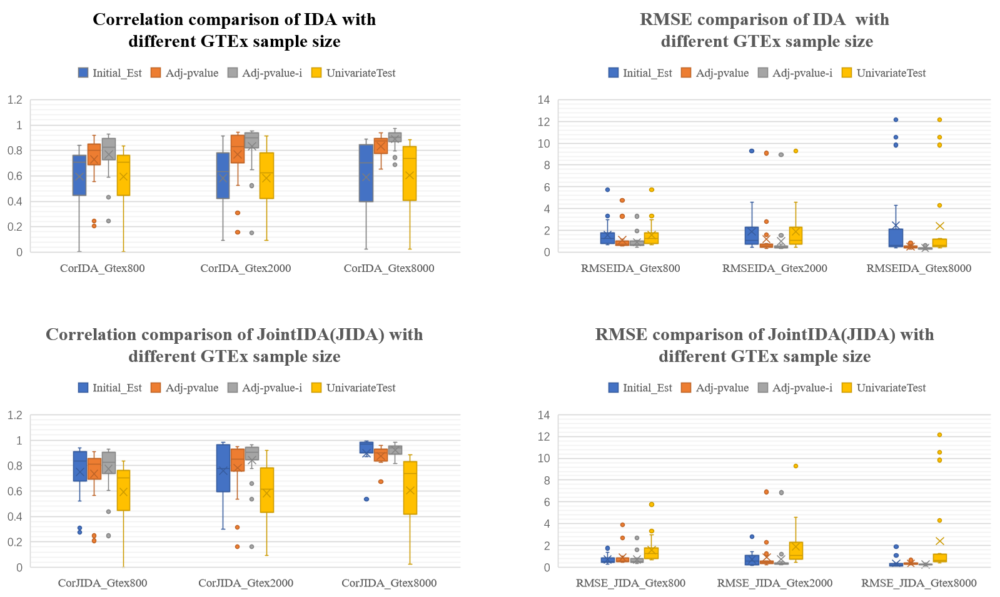 Correlation comparison of IDA with
different GTEx sample size
Initial_Est Adj-pvalue Adj-pvalue-i UnivariateTest
1.2
1
0.8
0.6
0.4
0.2
0
CorIDA_Gtex800 CorIDA_Gtex2000 CorIDA_Gtex8000
RMSE comparison of IDA with
different GTEx sample size
Initial_Est Adj-pvalue Adj-pvalue-i UnivariateTest
14
12
10
8
6
4
2
0
RMSEIDA_Gtex800 RMSEIDA_Gtex2000 RMSEIDA_Gtex8000
Correlation comparison of JointIDA(JIDA) with
different GTEx sample size
Initial_Est Adj-pvalue Adj-pvalue-i UnivariateTest
1.2
1
0.8
0.6
0.4
0.2
0
CorJIDA_Gtex800 CorJIDA_Gtex2000 CorJIDA_Gtex8000
RMSE comparison of JointIDA(JIDA) with
different GTEx sample size
Initial_Est Adj-pvalue Adj-pvalue-i UnivariateTest
14
12
10
8
6
4
2
0
RMSE_JIDA_Gtex800 RMSE_JIDA_Gtex2000 RMSE_JIDA_Gtex8000